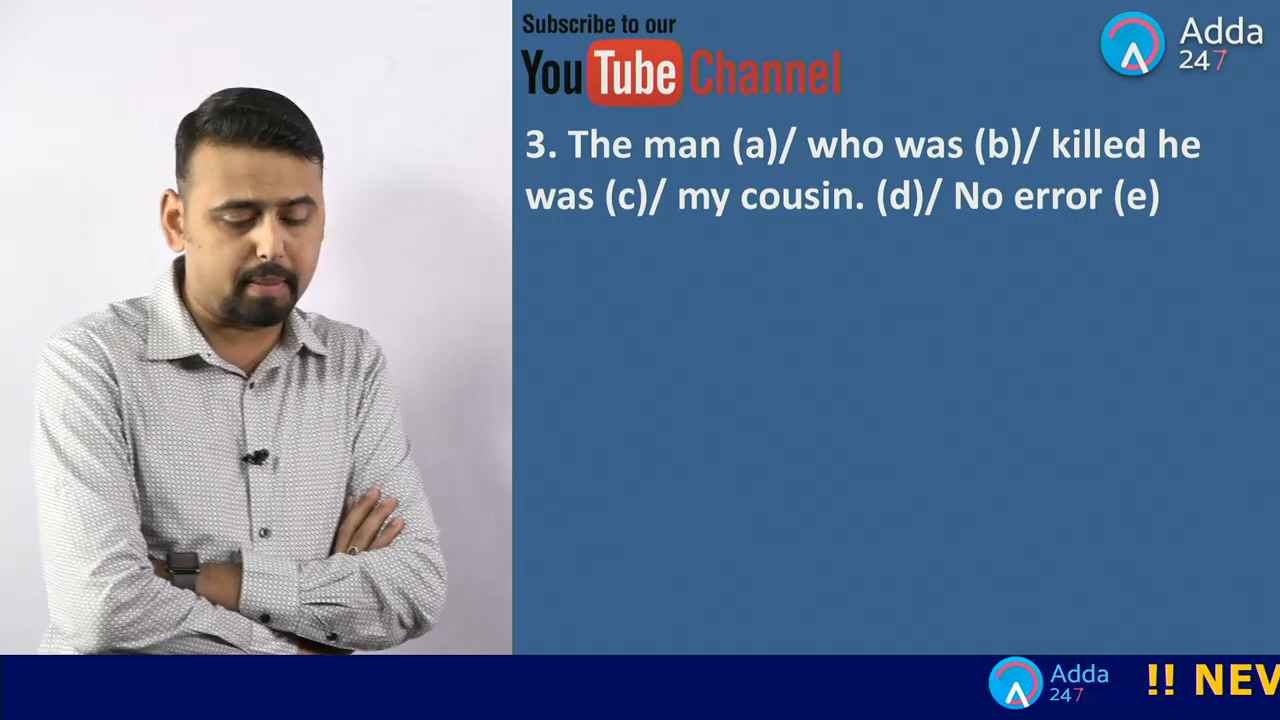 Subscribe to our
YouTube Channel
Adda
247
3. The man (a)/ who was (b)/ killed he
was (c)/ my cousin. (d)/ No error (e)
Adda
247
!! NEV